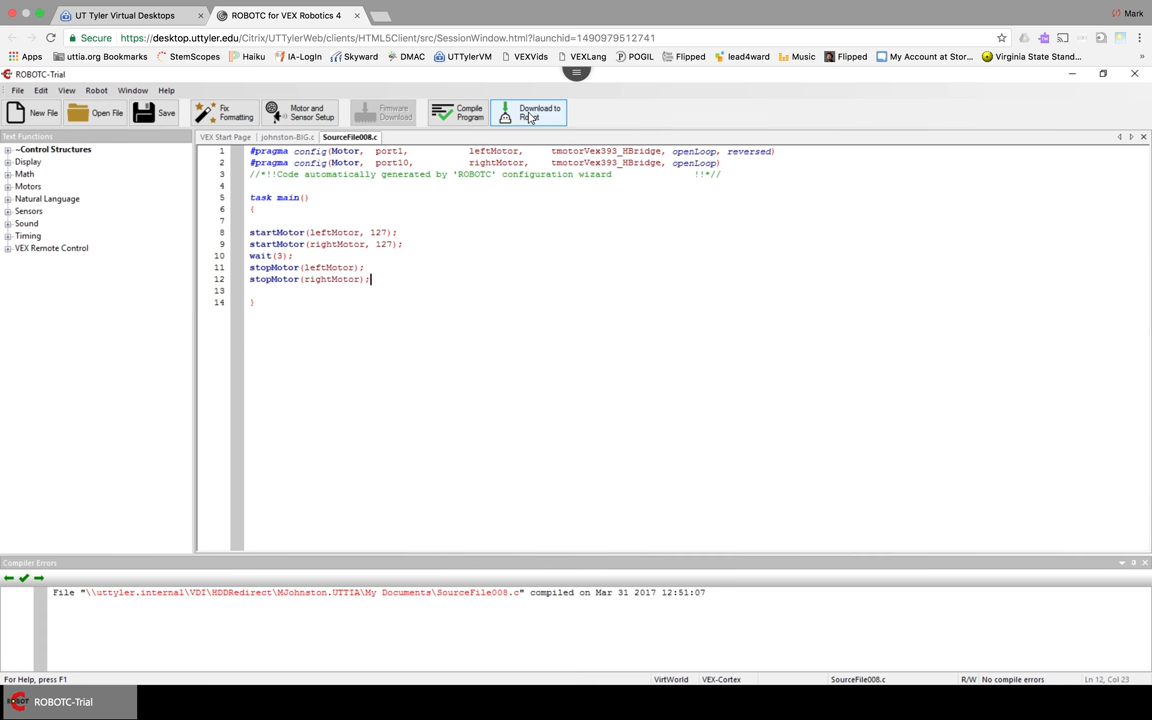 UT Tyler Virtual Desktops
ROBOTC for VEX Robotics 4
Mark
Secure
https://desktop.uttyler.edu/Citrix/UTTylerWeb/clients/HTML5Client/src/SessionWindow.html?launchid=1490979512741
Apps uttia.org Bookmarks StemScopes Haiku IA-LogIn Skyward DMAC UTTylerVM VEXVids VEXLang POGIL Flipped lead4ward Music Flipped My Account at Stor... Virginia State Stand... »
ROBOTC-Trial
File Edit View Robot Window Help
New File Open File Save Fix Formatting Motor and Sensor Setup Firmware Download Compile Program Download to
Text Functions
VEX Start Page johnston-BIG.c SourceFile008.c
~Control Structures
Display
Math
Motors
Natural Language
Sensors
Sound
Timing
VEX Remote Control
1 #pragma config(Motor, port1, leftMotor, tmotorVex393_HBridge, openLoop, reversed)
2 #pragma config(Motor, port10, rightMotor, tmotorVex393_HBridge, openLoop)
3 //*!!Code automatically generated by 'ROBOTC' configuration wizard !!*//
4
5 task main()
6 {
7
8 startMotor(leftMotor, 127);
9 startMotor(rightMotor, 127);
10 wait(3);
11 stopMotor(leftMotor);
12 stopMotor(rightMotor);
13
14 }
Compiler Errors
File "\\uttyler.internal\VDI\HDDRedirect\MJohnston.UTTIA\My Documents\SourceFile008.c" compiled on Mar 31 2017 12:51:07
For Help, press F1
VirtWorld VEX-Cortex SourceFile008.c R/W No compile errors Ln 12, Col 23
ROBOT ROBOTC-Trial